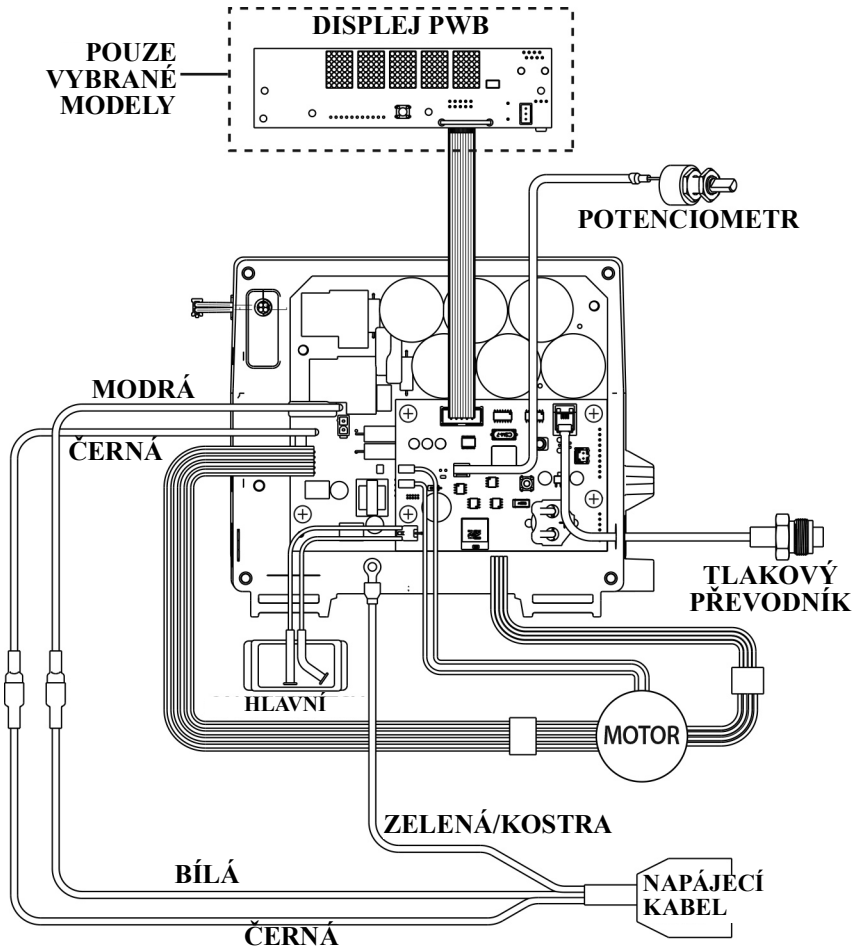 DISPLEJ PWB
POUZE
VYBRANÉ
MODELY
POTENCIOMETR
MODRÁ
ČERNÁ
TLAKOVÝ
PŘEVODNÍK
HLAVNÍ
MOTOR
ZELENÁ/KOSTRA
BÍLÁ
NAPÁJECÍ
KABEL
ČERNÁ